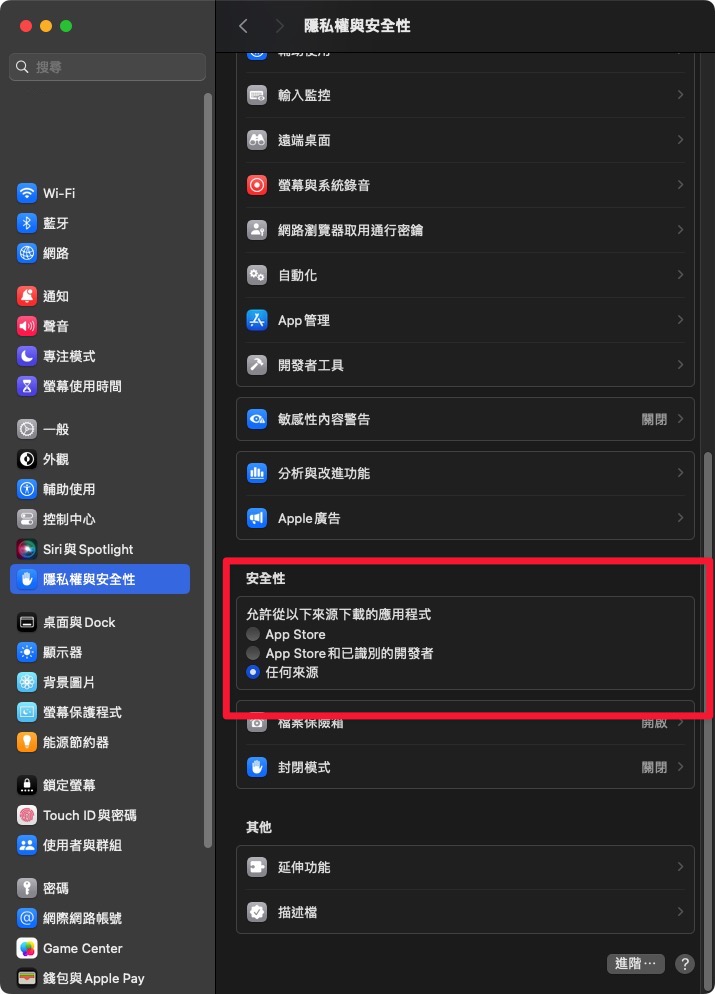 隱私權與安全性
搜尋
Wi-Fi
藍牙
網路
通知
聲音
專注模式
螢幕使用時間
一般
外觀
輔助使用
控制中心
Siri與Spotlight
隱私權與安全性
桌面與Dock
顯示器
背景圖片
螢幕保護程式
能源節約器
鎖定螢幕
Touch ID與密碼
使用者與群組
密碼
網際網路帳號
Game Center
錢包與Apple Pay
輔助使用
輸入監控
遠端桌面
螢幕與系統錄音
網路瀏覽器取用通行密鑰
自動化
App管理
開發者工具
敏感性內容警告 關閉
分析與改進功能
Apple廣告
安全性
允許從以下來源下載的應用程式
App Store
App Store和已識別的開發者
任何來源
檔案保險箱 開啟
封閉模式 關閉
其他
延伸功能
描述檔
進階⋯ ?